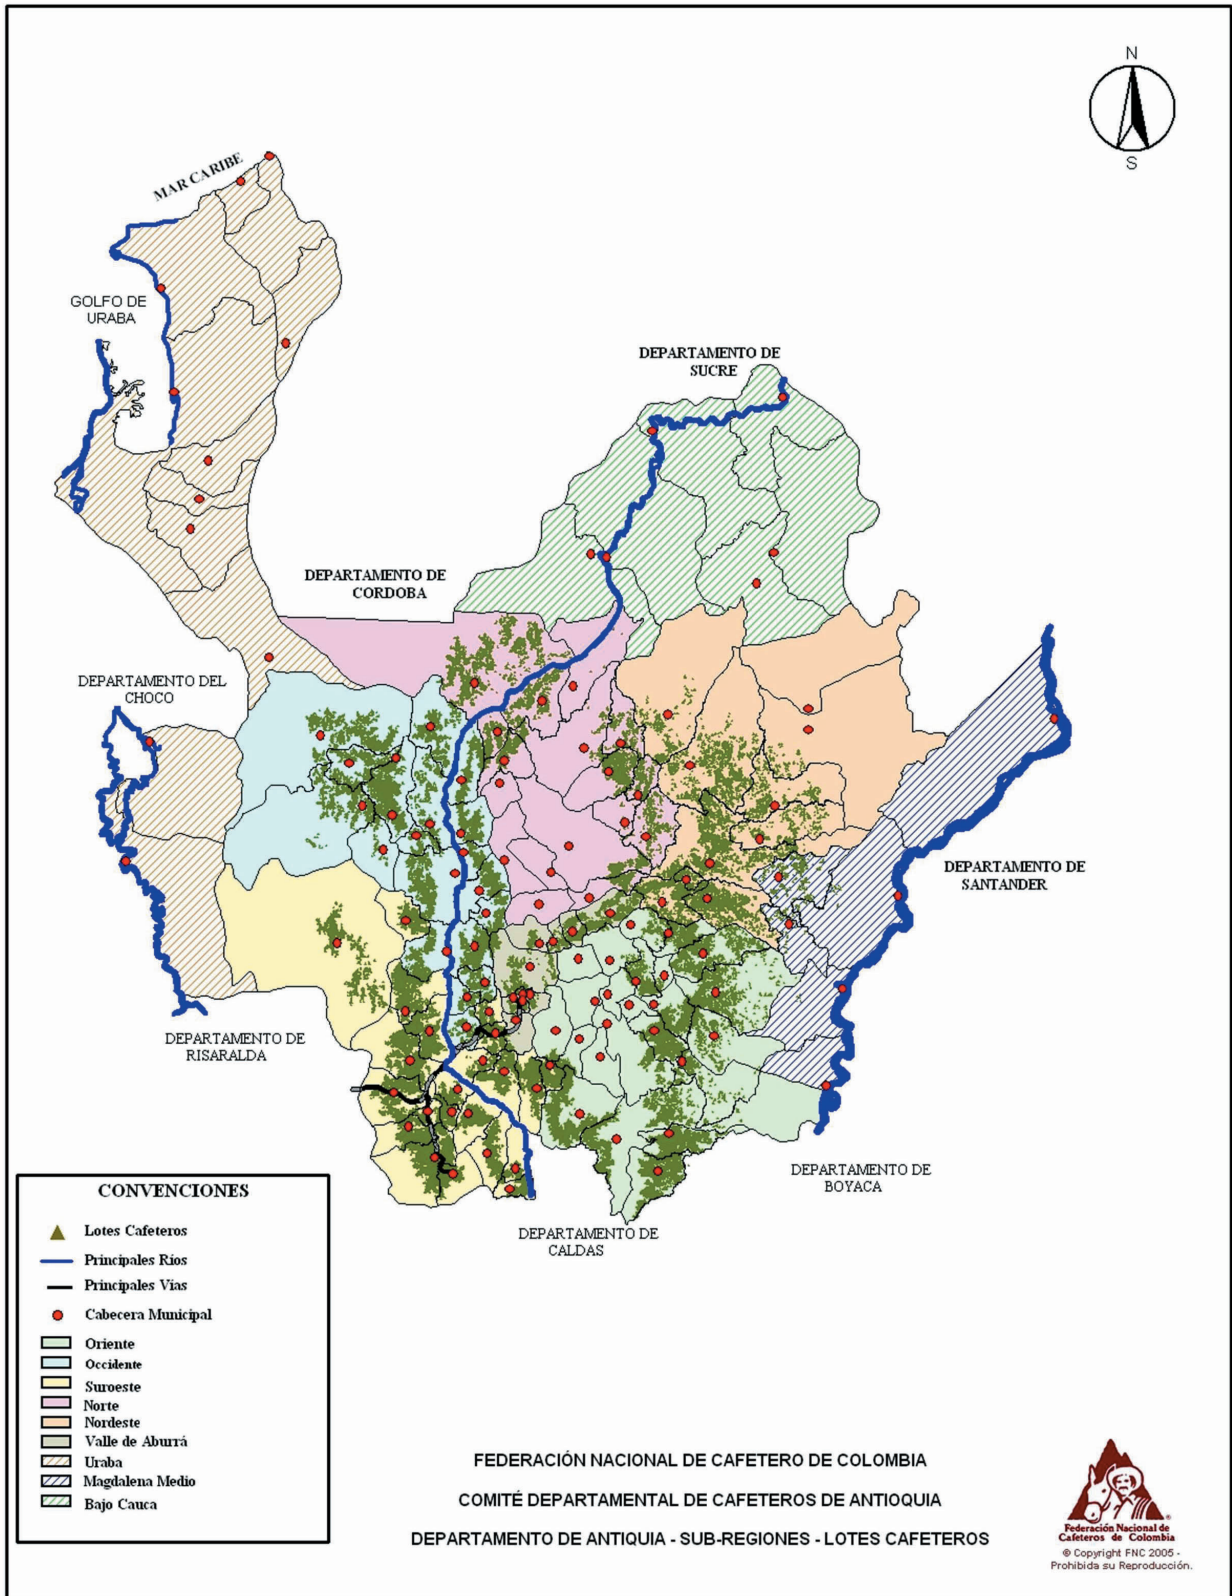 N
S
MAR CARIBE
GOLFO DE
URABA
DEPARTAMENTO DE
SUCRE
DEPARTAMENTO DE
CORDOBA
DEPARTAMENTO DEL
CHOCO
DEPARTAMENTO DE
SANTANDER
DEPARTAMENTO DE
RISARALDA
DEPARTAMENTO DE
BOYACA
DEPARTAMENTO DE
CALDAS
CONVENCIONES
Lotes Cafeteros
Principales Ríos
Principales Vías
Cabecera Municipal
Oriente
Occidente
Suroeste
Norte
Nordeste
Valle de Aburrá
Uraba
Magdalena Medio
Bajo Cauca
FEDERACIÓN NACIONAL DE CAFETERO DE COLOMBIA
COMITÉ DEPARTAMENTAL DE CAFETEROS DE ANTIOQUIA
DEPARTAMENTO DE ANTIQUIA - SUB-REGIONES - LOTES CAFETEROS
®
Federación Nacional de
Cafeteros de Colombia
© Copyright FNC 2005 -
Prohibida su Reproducción.